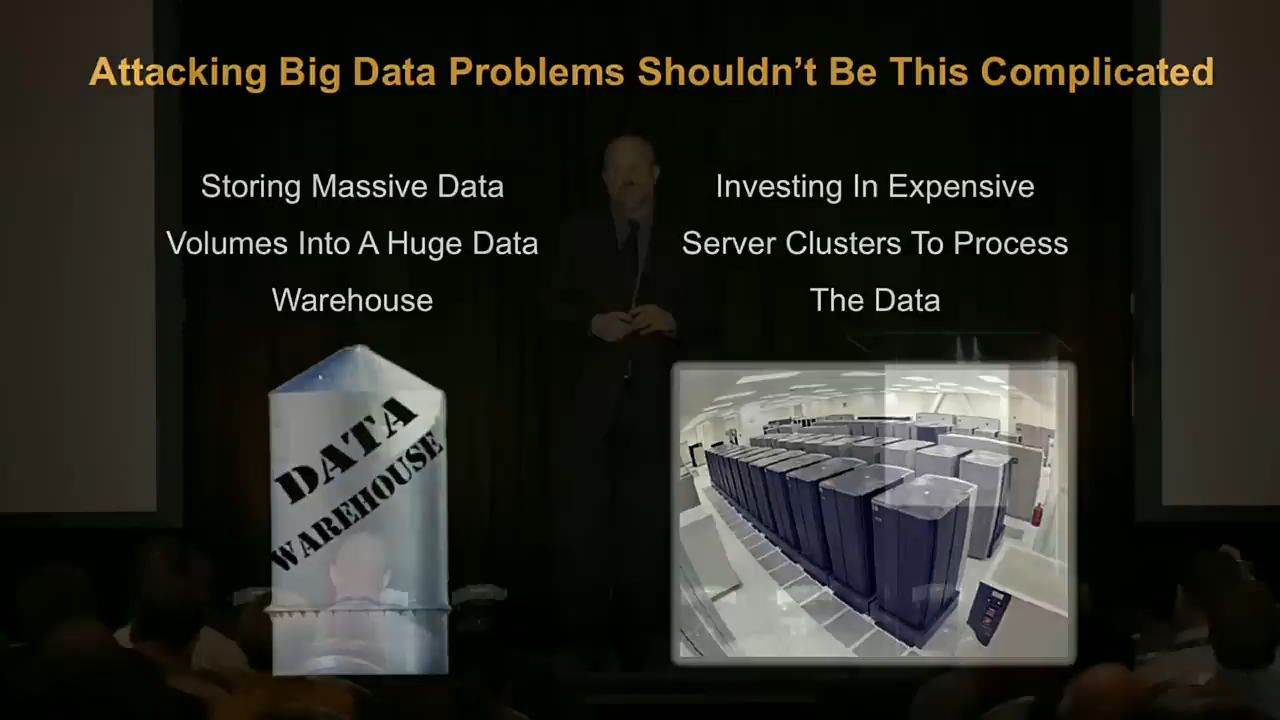 Attacking Big Data Problems Shouldn’t Be This Complicated
Storing Massive Data
Volumes Into A Huge Data
Warehouse
Investing In Expensive
Server Clusters To Process
The Data
DATA
WAREHOUSE